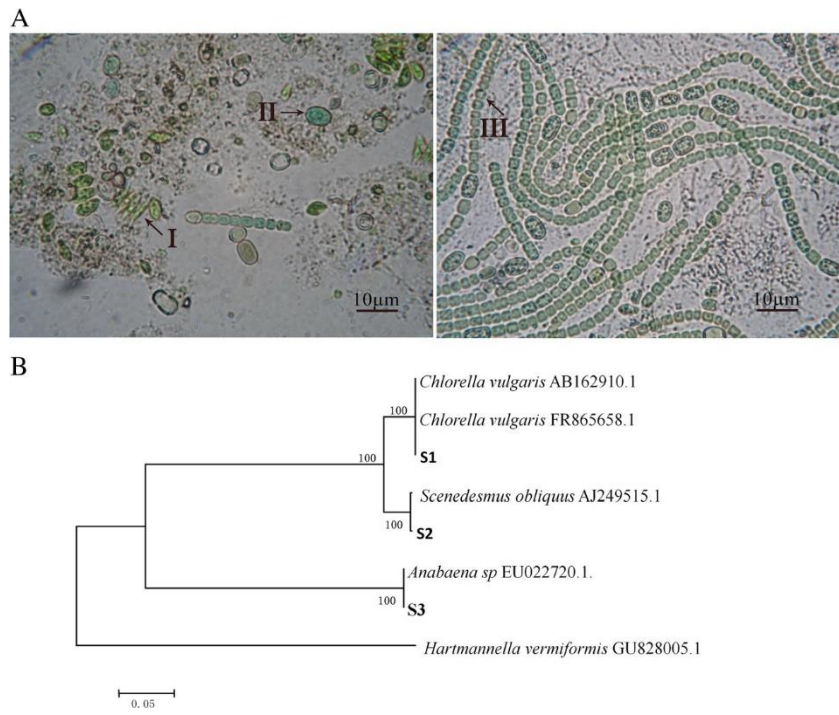 A
II
I
10μm
III
10μm
B
Chlorella vulgaris AB162910.1
100
Chlorella vulgaris FR865658.1
100
S1
Scenedesmus obliquus AJ249515.1
100
S2
Anabaena sp EU022720.1.
100
S3
Hartmannella vermiformis GU828005.1
0.05